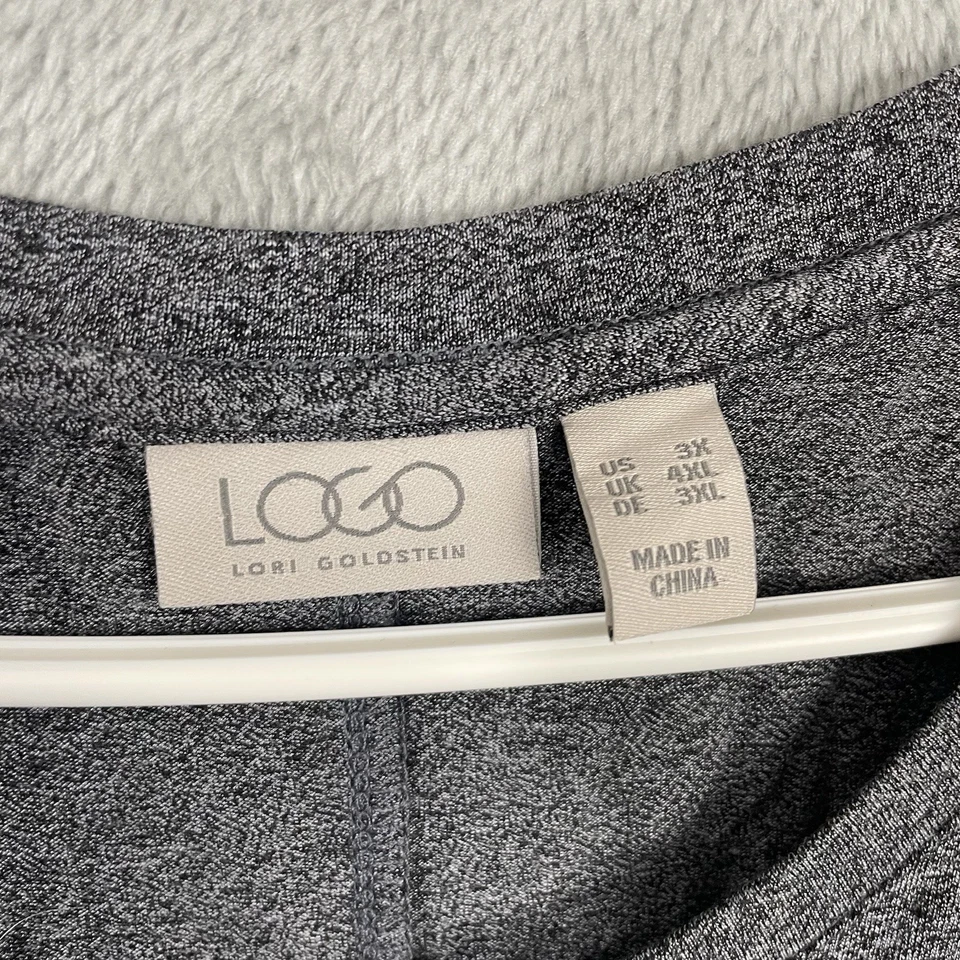 LOGO
LORI GOLDSTEIN
US 3X
UK 4XL
DE 3XL
MADE IN
CHINA